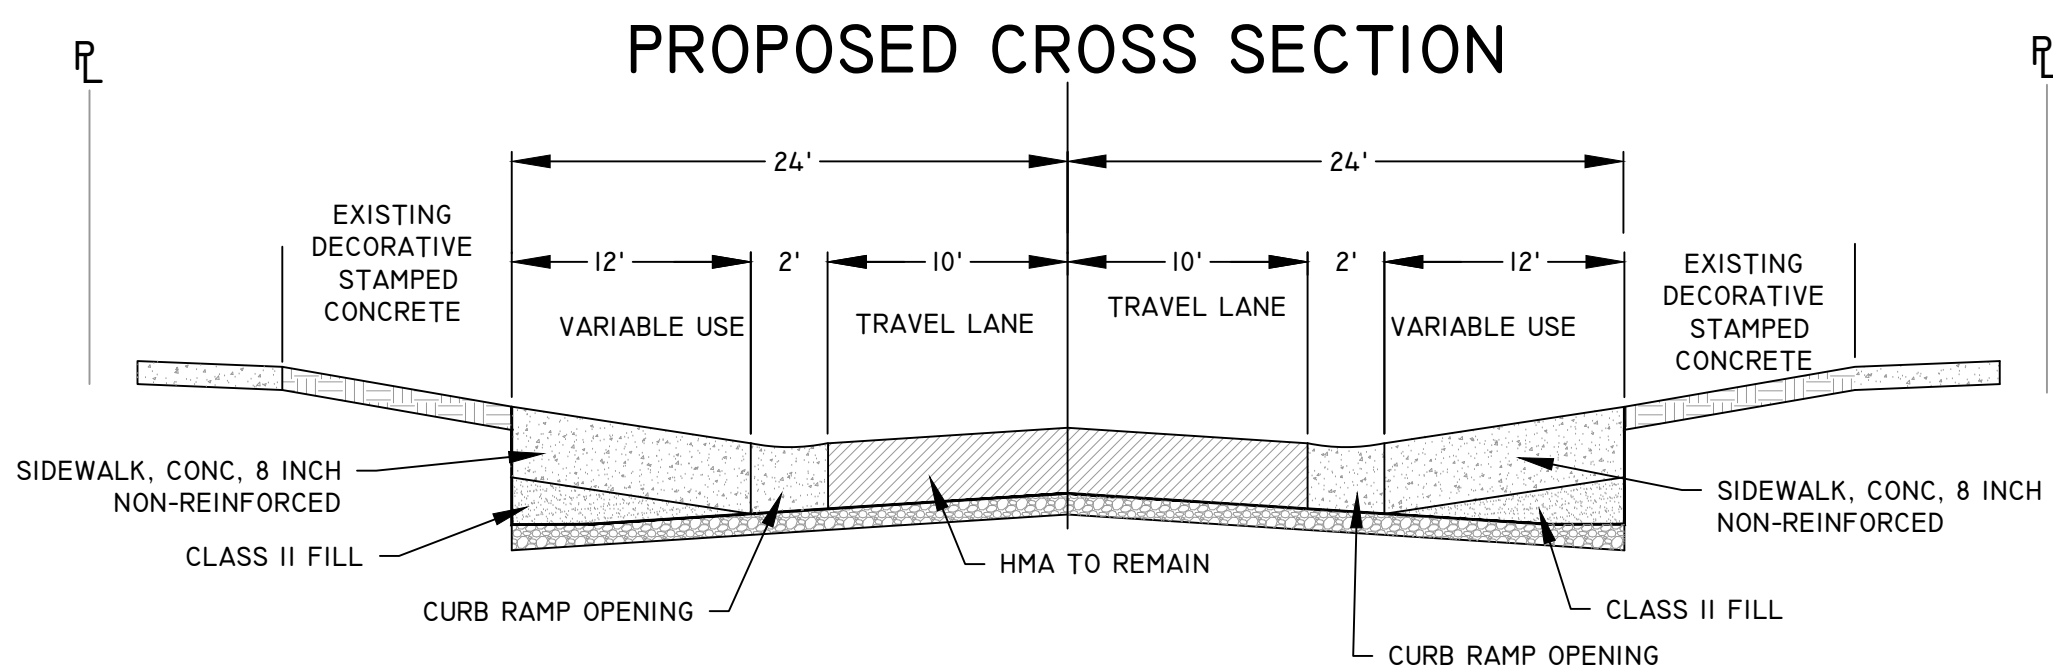 PROPOSED CROSS SECTION
PL
PL
24'
24'
EXISTING
DECORATIVE
STAMPED
CONCRETE
12'
2'
10'
10'
2'
12'
EXISTING
DECORATIVE
STAMPED
CONCRETE
VARIABLE USE
TRAVEL LANE
TRAVEL LANE
VARIABLE USE
SIDEWALK, CONC, 8 INCH
NON-REINFORCED
SIDEWALK, CONC, 8 INCH
NON-REINFORCED
CLASS II FILL
HMA TO REMAIN
CURB RAMP OPENING
CLASS II FILL
CURB RAMP OPENING